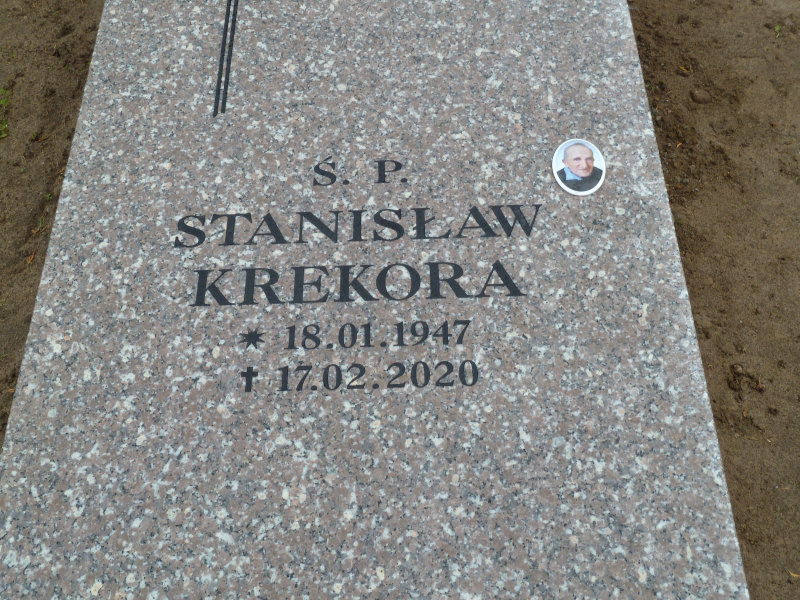 Ś. P.
STANISŁAW
KREKORA
✴ 18.01.1947
✝ 17.02.2020